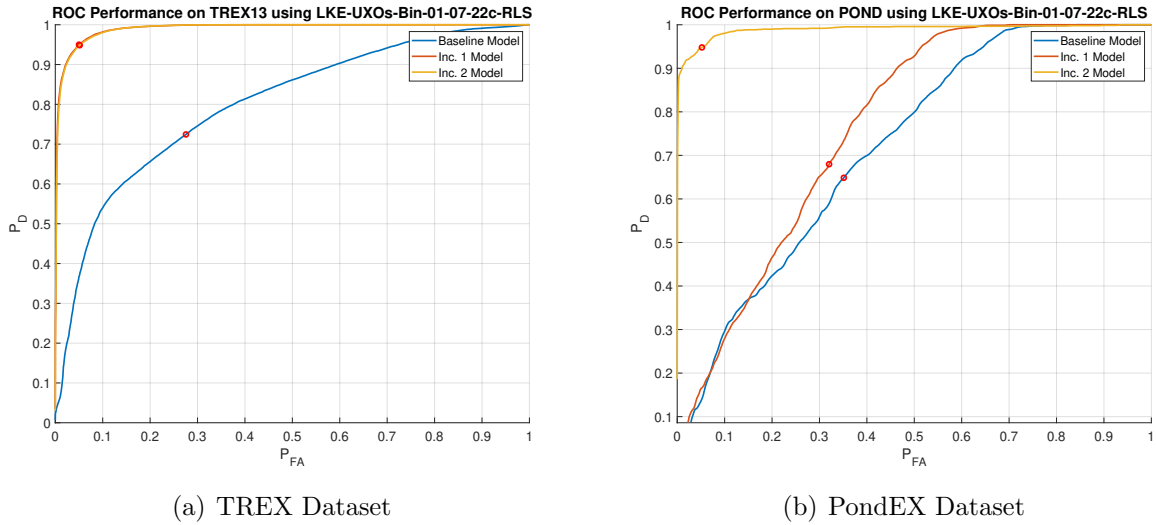 ROC Performance on TREX13 using LKE-UXOs-Bin-01-07-22c-RLS
1
0.9
0.8
0.7
0.6
0.5
0.4
0.3
0.2
0.1
0
P_D
Baseline Model
Inc. 1 Model
Inc. 2 Model
0 0.1 0.2 0.3 0.4 0.5 0.6 0.7 0.8 0.9 1
P_FA
(a) TREX Dataset
ROC Performance on POND using LKE-UXOs-Bin-01-07-22c-RLS
1
0.9
0.8
0.7
0.6
0.5
0.4
0.3
0.2
0.1
P_D
Baseline Model
Inc. 1 Model
Inc. 2 Model
0 0.1 0.2 0.3 0.4 0.5 0.6 0.7 0.8 0.9 1
P_FA
(b) PondEX Dataset